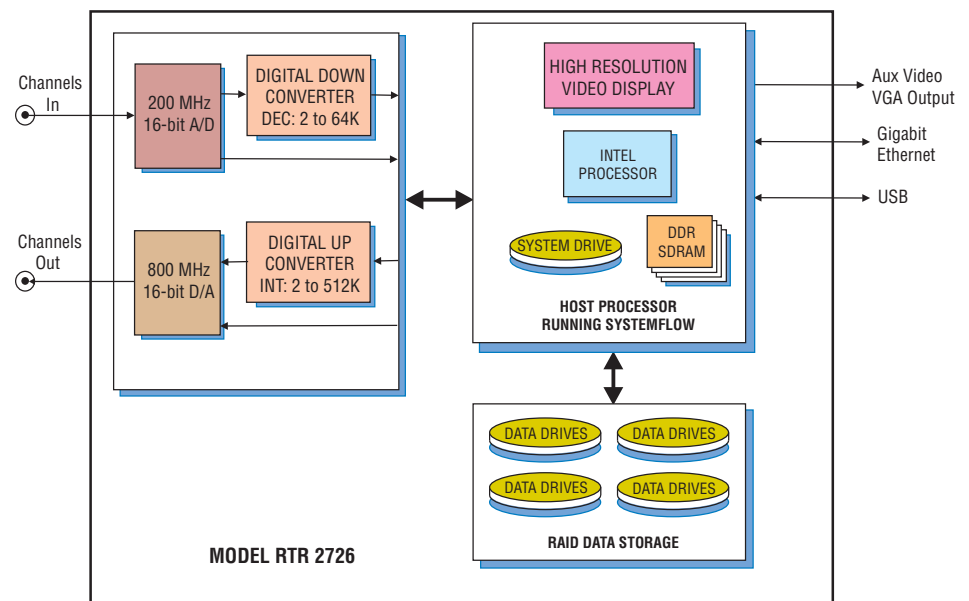 Channels
In
200 MHz
16-bit A/D
DIGITAL DOWN
CONVERTER
DEC: 2 to 64K
Channels
Out
800 MHz
16-bit D/A
DIGITAL UP
CONVERTER
INT: 2 to 512K
HIGH RESOLUTION
VIDEO DISPLAY
INTEL
PROCESSOR
SYSTEM DRIVE
DDR
SDRAM
HOST PROCESSOR
RUNNING SYSTEMFLOW
Aux Video
VGA Output
Gigabit
Ethernet
USB
DATA DRIVES
DATA DRIVES
DATA DRIVES
DATA DRIVES
RAID DATA STORAGE
MODEL RTR 2726